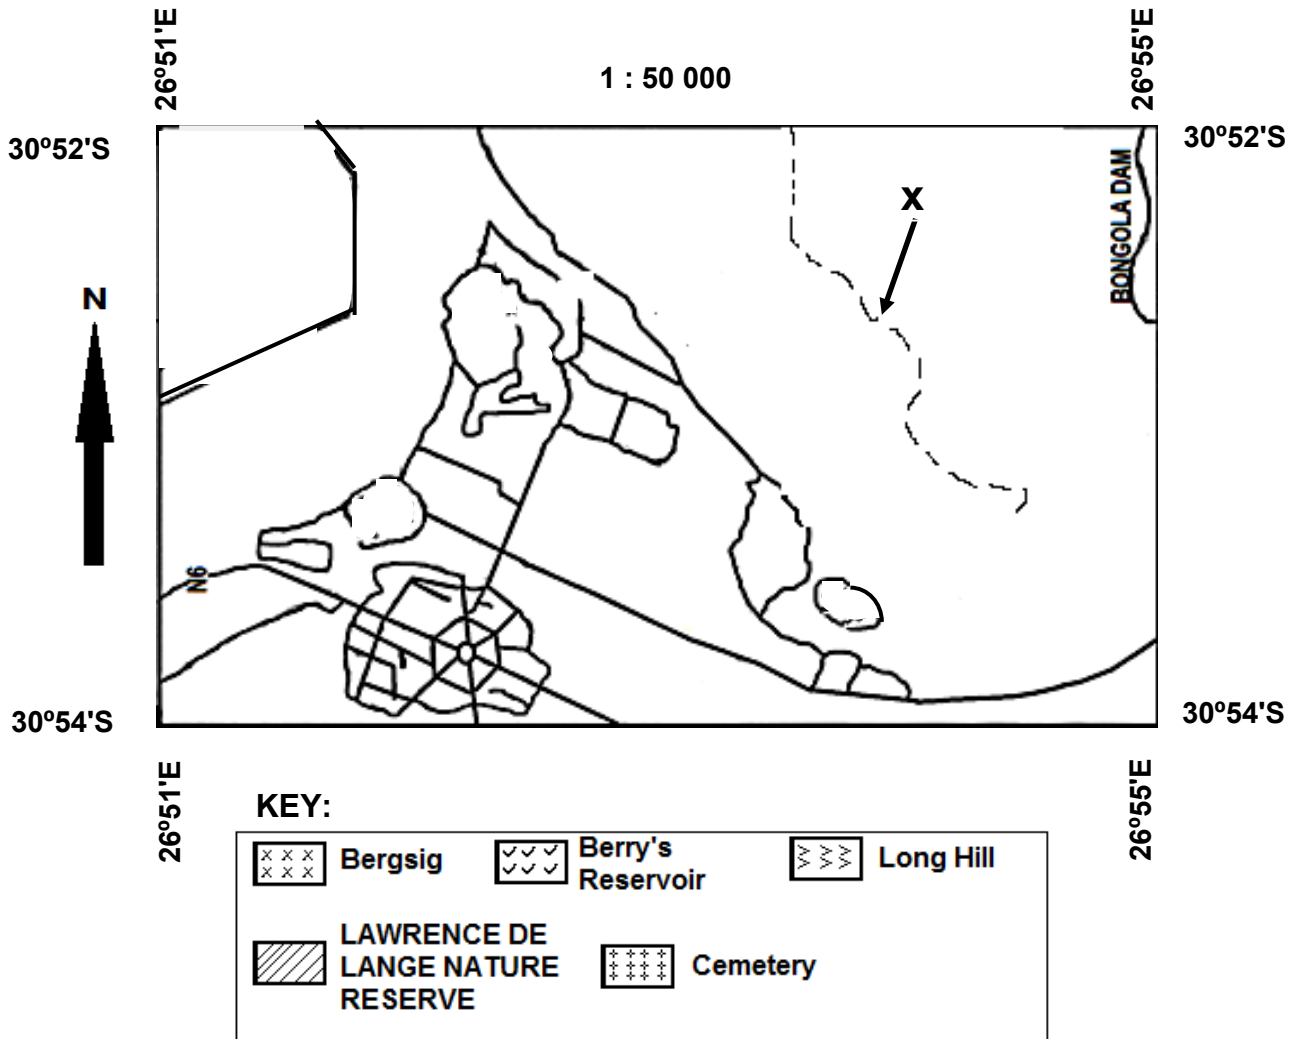 26º51'E
26º55'E
1 : 50 000
30º52'S
30º52'S
X
BONGOLA DAM
N
N6
30º54'S
30º54'S
26º51'E
26º55'E
KEY:
Bergsig
Berry's
Reservoir
Long Hill
LAWRENCE DE
LANGE NATURE
RESERVE
Cemetery